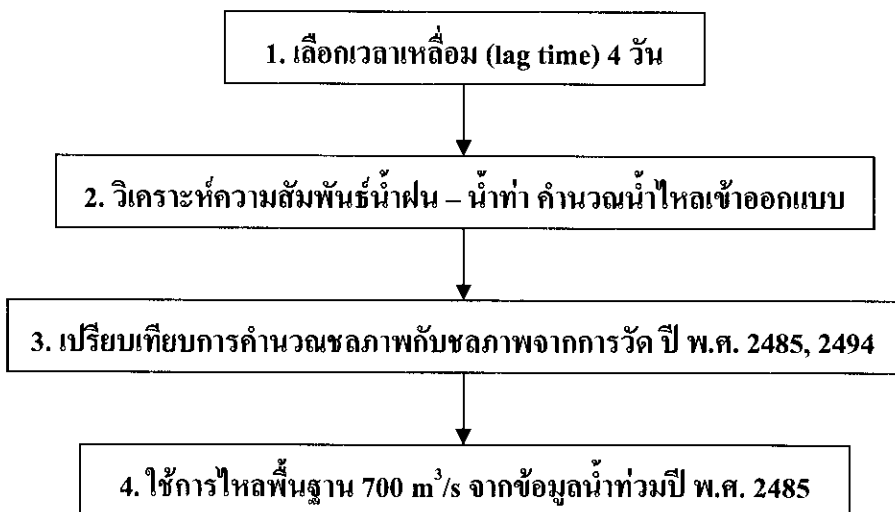 1. เลือกเวลาเหลื่อม (lag time) 4 วัน
2. วิเคราะห์ความสัมพันธ์น้ำฝน – น้ำท่า คำนวณน้ำไหลเข้าออกแบบ
3. เปรียบเทียบการคำนวณชลภาพกับชลภาพจากการวัด ปี พ.ศ. 2485, 2494
4. ใช้การไหลพื้นฐาน 700 m³/s จากข้อมูลน้ำท่วมปี พ.ศ. 2485